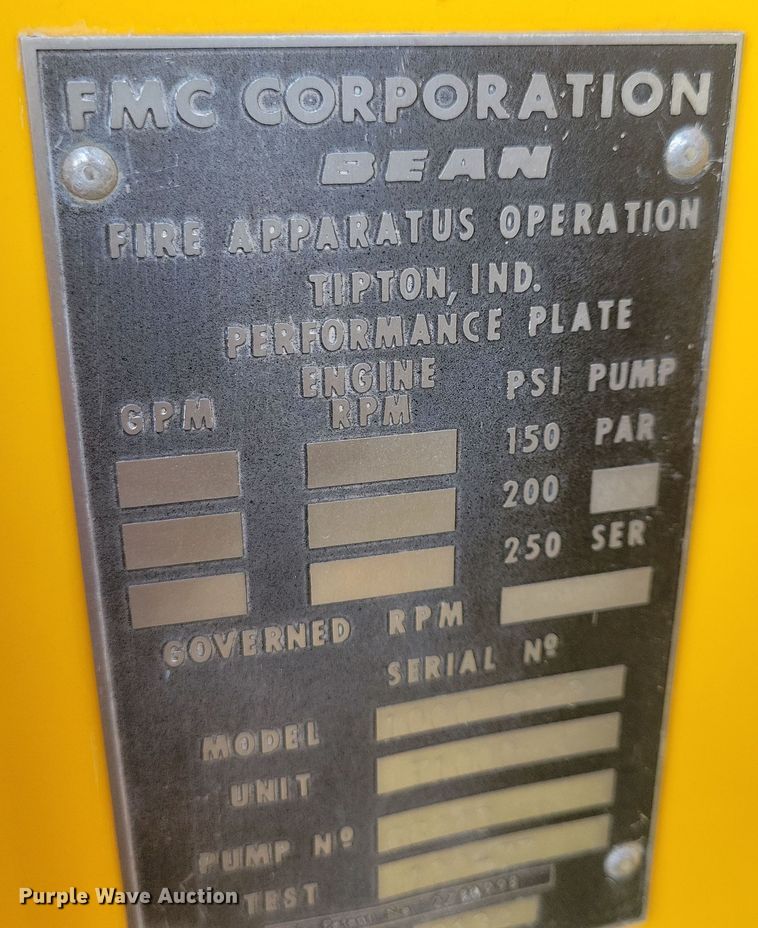 FMC CORPORATION
BEAN
FIRE APPARATUS OPERATION
TIPTON, IND.
PERFORMANCE PLATE
GPM ENGINE RPM PSI PUMP
150 PAR
200
250 SER
GOVERNED RPM
SERIAL Nº
MODEL
UNIT
PUMP Nº
TEST
Purple Wave Auction